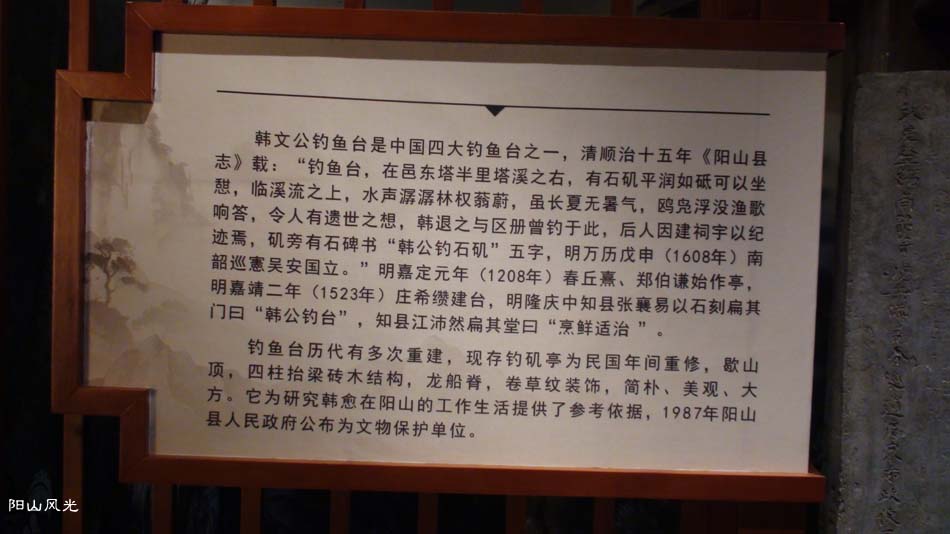 韩文公钓鱼台是中国四大钓鱼台之一，清顺治十五年《阳山县
志》载：“钓鱼台，在邑东塔半里塔溪之右，有石矶平润如砥可以坐
憇，临溪流之上，水声潺潺林权蓊蔚，虽长夏无暑气，鸥凫浮没渔歌
响答，令人有遗世之想，韩退之与区册曾钓于此，后人因建祠宇以纪
迹焉，矶旁有石碑书“韩公钓石矶”五字，明万历戊申（1608年）南
韶巡憲吴安国立。”明嘉定元年（1208年）春丘熹、郑伯谦始作亭，
明嘉靖二年（1523年）庄希缵建台，明隆庆中知县张襄易以石刻扁其
门曰“韩公钓台”，知县江沛然扁其堂曰“烹鲜适治 ”。
钓鱼台历代有多次重建，现存钓矶亭为民国年间重修，歇山
顶，四柱抬梁砖木结构，龙船脊，卷草纹装饰，简朴、美观、大
方。它为研究韩愈在阳山的工作生活提供了参考依据，1987年阳山
县人民政府公布为文物保护单位。
阳山风光